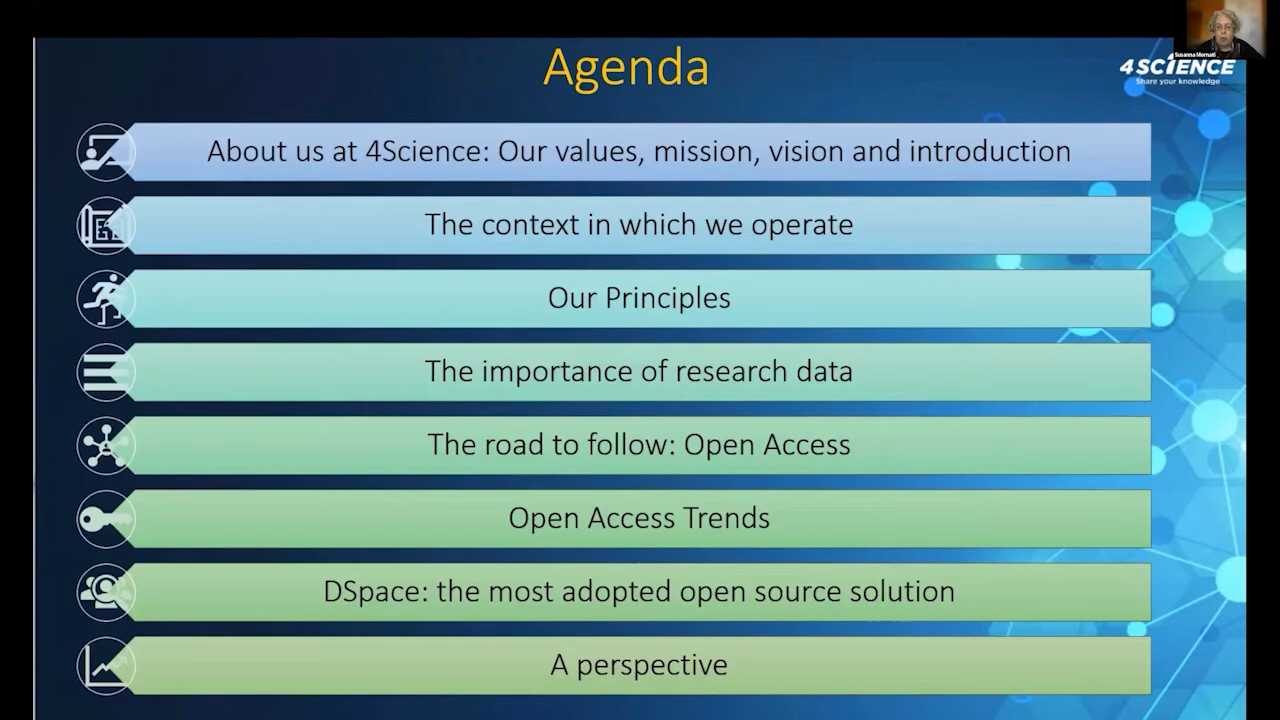 Agenda
Susanna Mornati
4SCIENCE
Share your knowledge
About us at 4Science: Our values, mission, vision and introduction
The context in which we operate
Our Principles
The importance of research data
The road to follow: Open Access
Open Access Trends
DSpace: the most adopted open source solution
A perspective